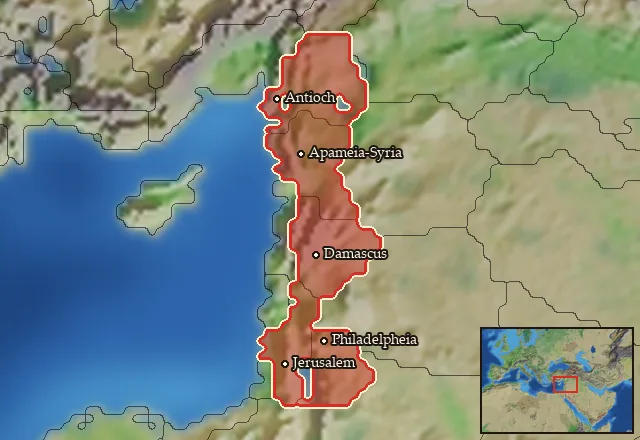 Antioch
Apameia-Syria
Damascus
Philadelpheia
Jerusalem